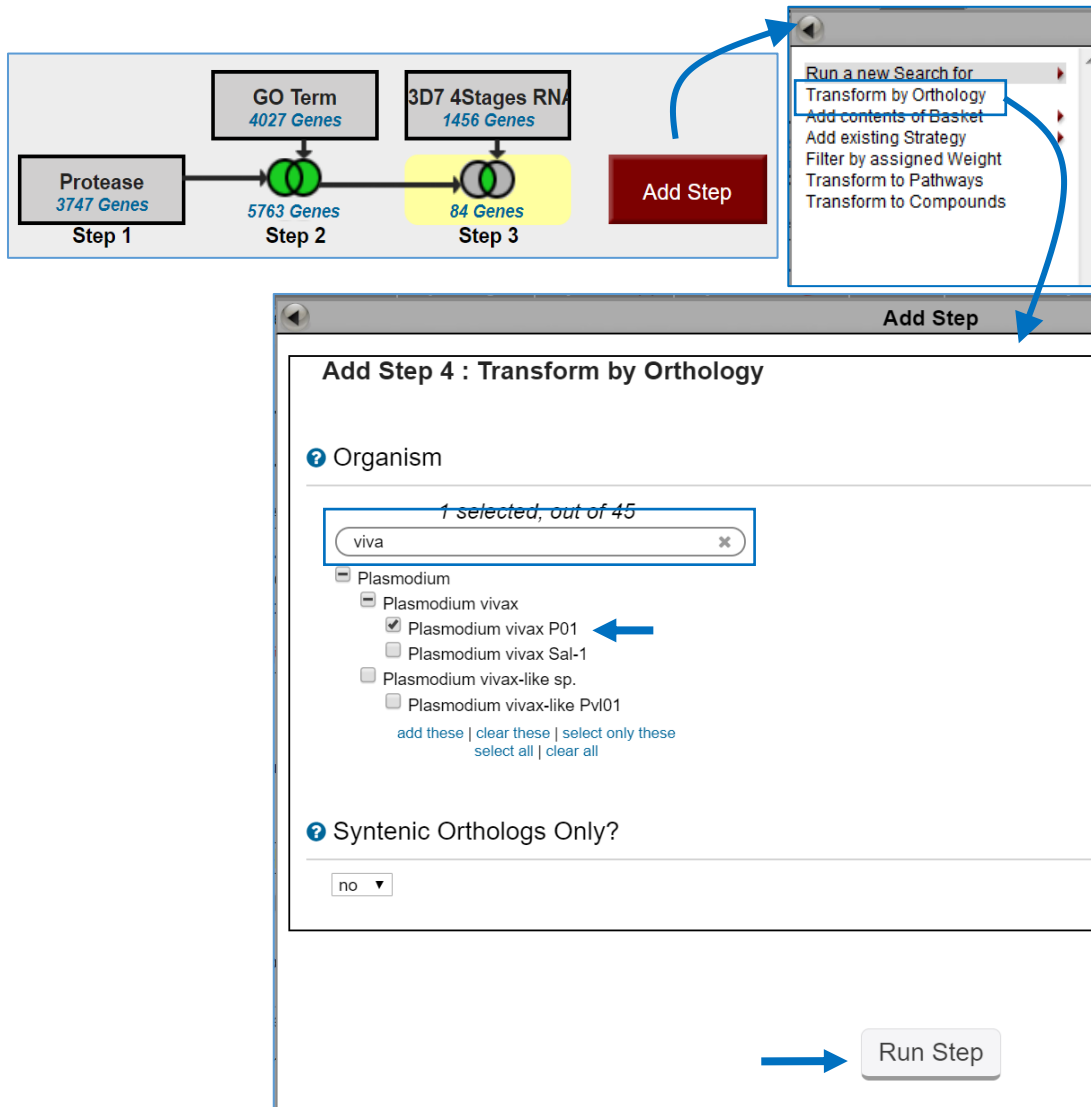 GO Term
4027 Genes
3D7 4Stages RNA
1456 Genes
Protease
3747 Genes
Step 1
5763 Genes
Step 2
84 Genes
Step 3
Add Step
Run a new Search for
Transform by Orthology
Add contents of Basket
Add existing Strategy
Filter by assigned Weight
Transform to Pathways
Transform to Compounds
Add Step
Add Step 4 : Transform by Orthology
? Organism
1 selected, out of 45
viva
Plasmodium
Plasmodium vivax
Plasmodium vivax P01
Plasmodium vivax Sal-1
Plasmodium vivax-like sp.
Plasmodium vivax-like Pvl01
add these | clear these | select only these
select all | clear all
? Syntenic Orthologs Only?
no
Run Step